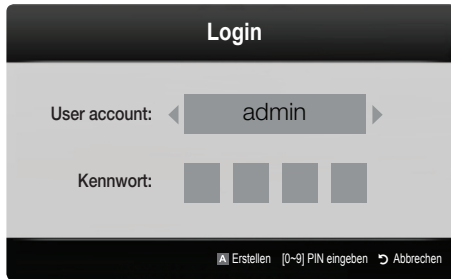 Login
User account: admin
Kennwort:
A Erstellen [0~9] PIN eingeben Abbrechen